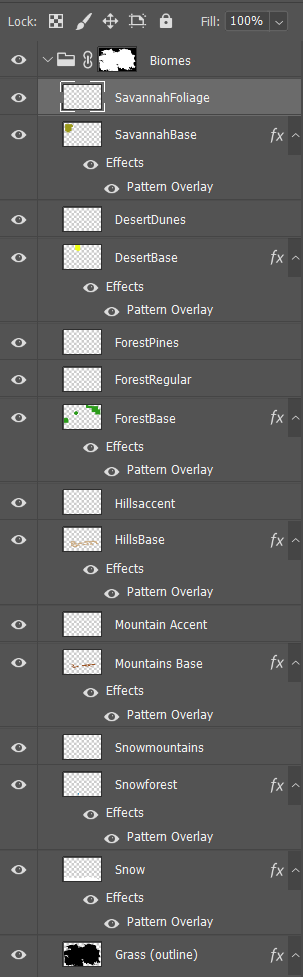 Lock: Fill: 100%
Biomes
SavannahFoliage
SavannahBase fx
Effects
Pattern Overlay
DesertDunes
DesertBase fx
Effects
Pattern Overlay
ForestPines
ForestRegular
ForestBase fx
Effects
Pattern Overlay
Hillsaccent
HillsBase fx
Effects
Pattern Overlay
Mountain Accent
Mountains Base fx
Effects
Pattern Overlay
Snowmountains
Snowforest fx
Effects
Pattern Overlay
Snow fx
Effects
Pattern Overlay
Grass (outline) fx